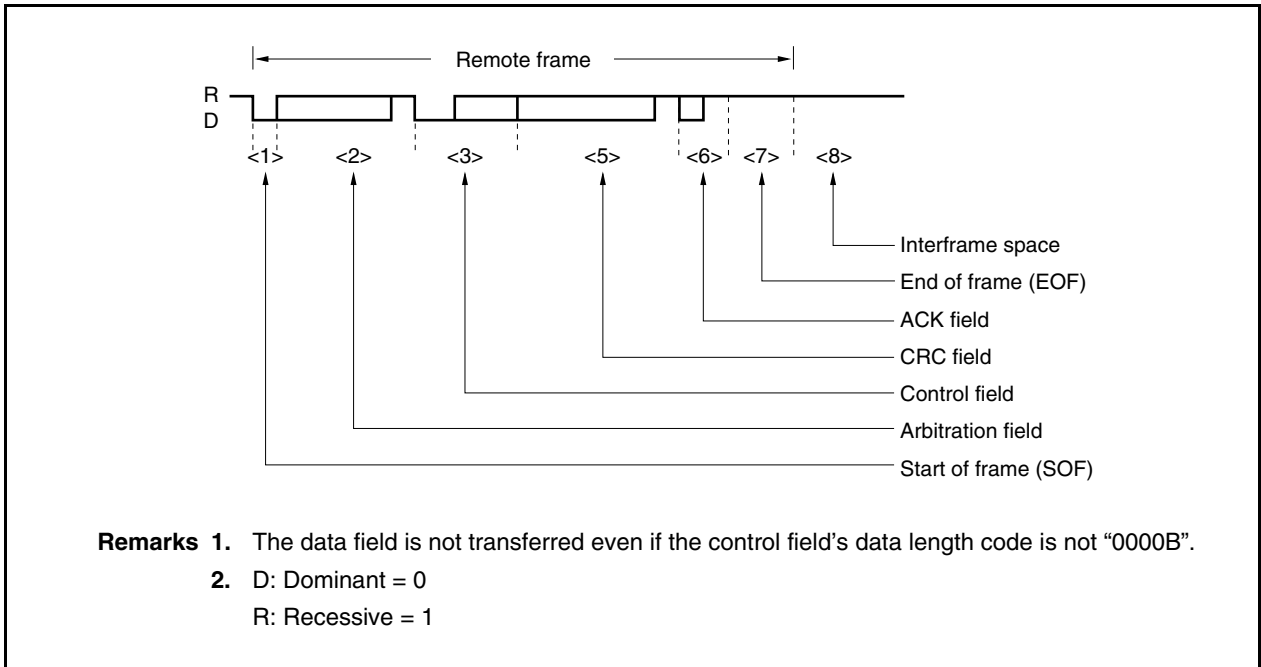 Remote frame
R
D
<1> <2> <3> <5> <6> <7> <8>
Interframe space
End of frame (EOF)
ACK field
CRC field
Control field
Arbitration field
Start of frame (SOF)
Remarks 1. The data field is not transferred even if the control field's data length code is not “0000B”.
2. D: Dominant = 0
R: Recessive = 1